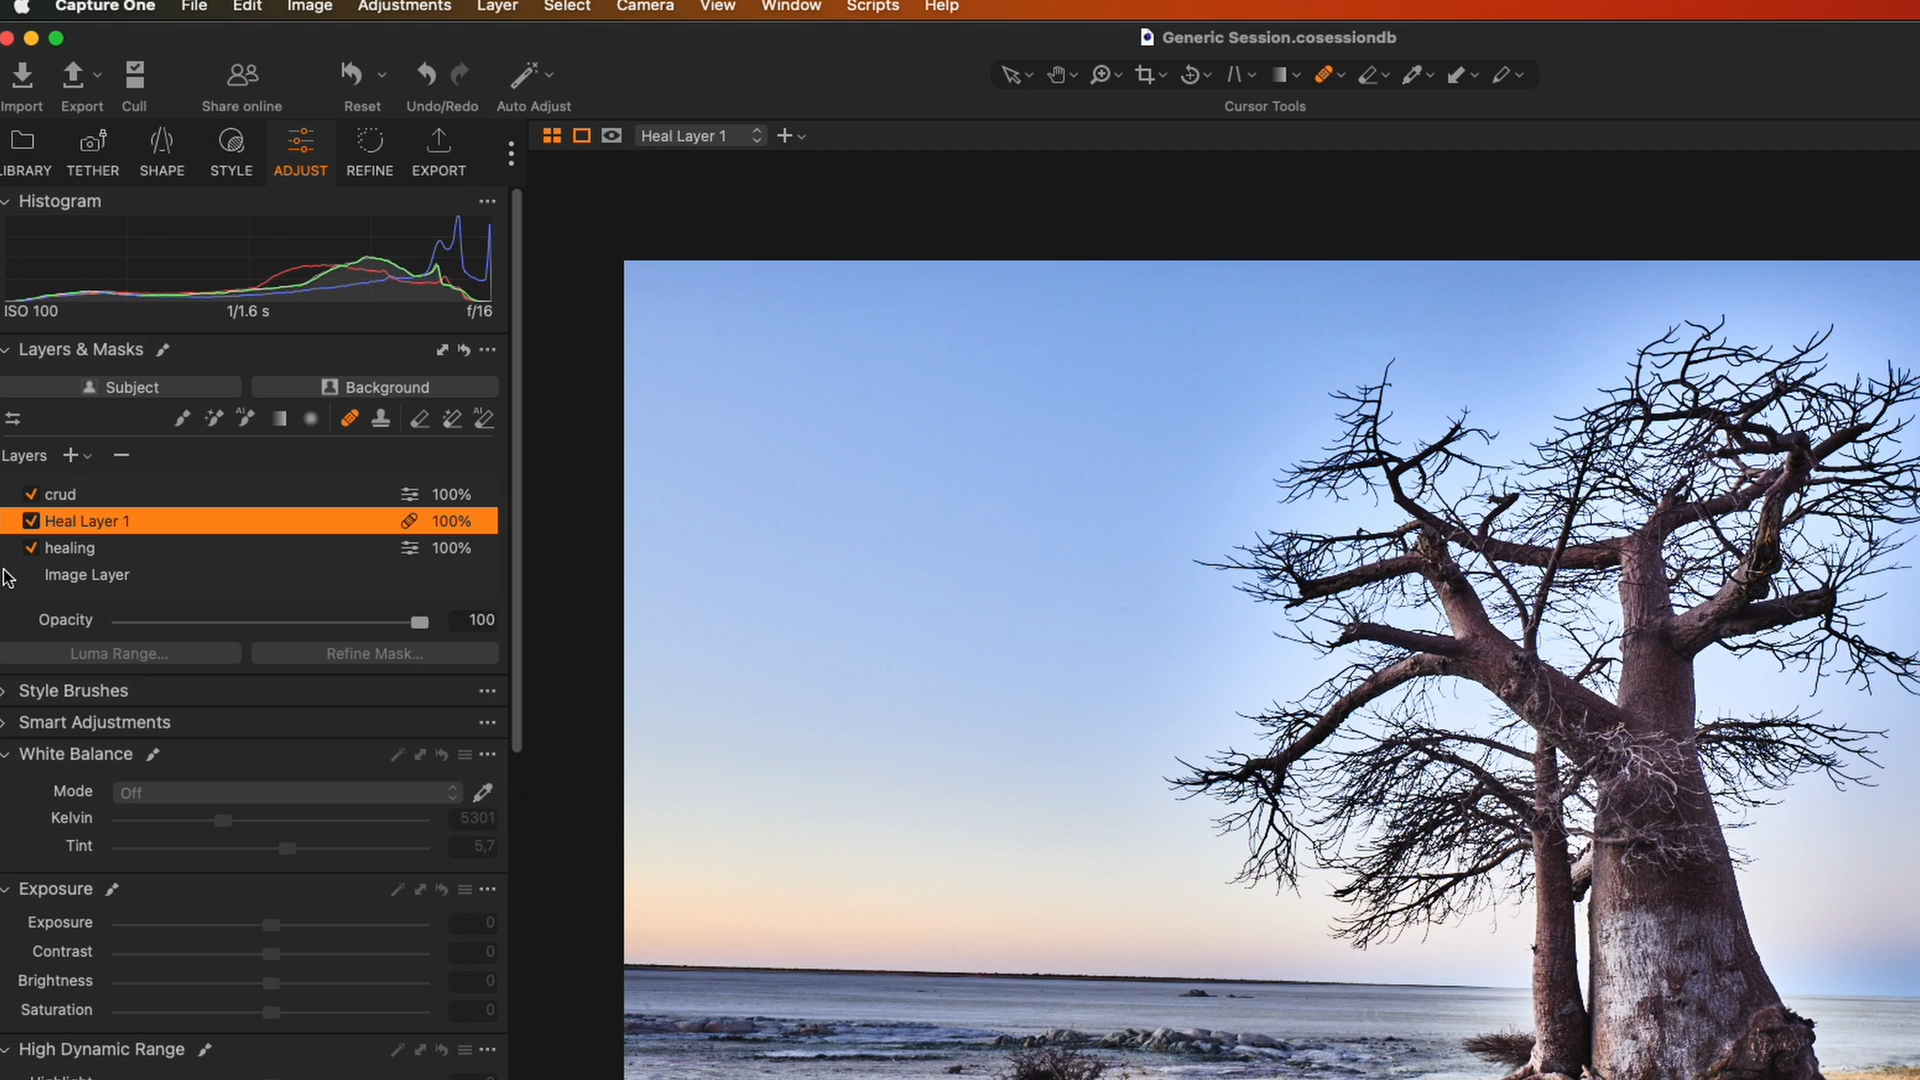 Capture One File Edit Image Adjustments Layer Select Camera View Window Scripts Help
Generic Session.cosessiondb
Import Export Cull Share online Reset Undo/Redo Auto Adjust Cursor Tools
LIBRARY TETHER SHAPE STYLE ADJUST REFINE EXPORT
Heal Layer 1
Histogram
ISO 100 1/1.6 s f/16
Layers & Masks
Subject Background
AI AI
Layers
crud 100%
Heal Layer 1 100%
healing 100%
Image Layer
Opacity 100
Luma Range... Refine Mask...
Style Brushes
Smart Adjustments
White Balance
Mode Off
Kelvin 5301
Tint 5,7
Exposure
Exposure 0
Contrast 0
Brightness 0
Saturation 0
High Dynamic Range